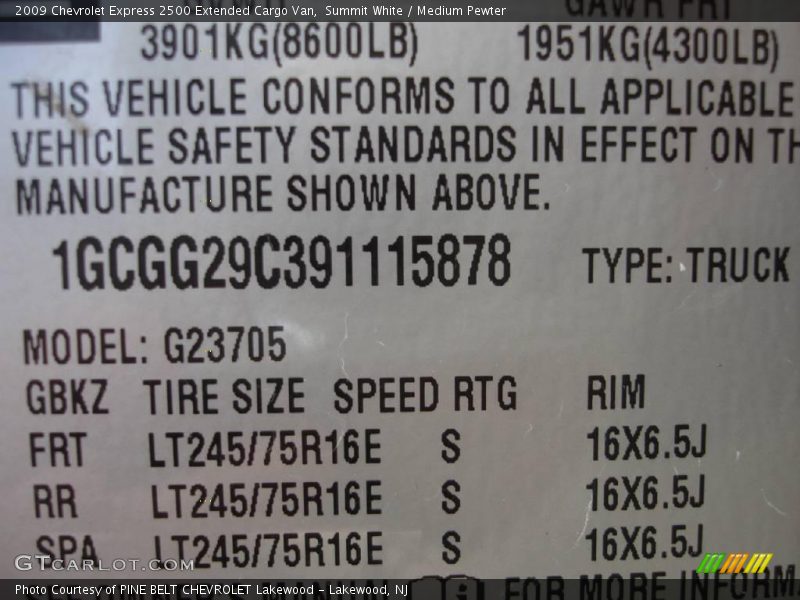 2009 Chevrolet Express 2500 Extended Cargo Van, Summit White / Medium Pewter
GAWR FRT
3901KG(8600LB) 1951KG(4300LB)
THIS VEHICLE CONFORMS TO ALL APPLICABLE
VEHICLE SAFETY STANDARDS IN EFFECT ON TH
MANUFACTURE SHOWN ABOVE.
1GCGG29C391115878 TYPE: TRUCK
MODEL: G23705
GBKZ TIRE SIZE SPEED RTG RIM
FRT LT245/75R16E S 16X6.5J
RR LT245/75R16E S 16X6.5J
SPA LT245/75R16E S 16X6.5J
GTCARLOT.COM
FOR MORE INFORM
Photo Courtesy of PINE BELT CHEVROLET Lakewood - Lakewood, NJ